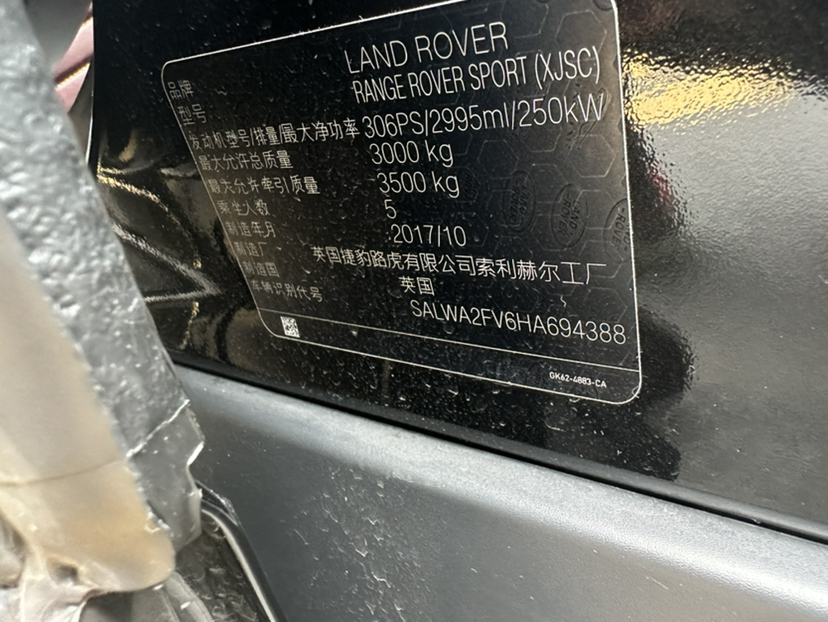 品牌 LAND ROVER
型号 RANGE ROVER SPORT (XJSC)
发动机型号/排量/最大净功率 306PS/2995ml/250kW
最大允许总质量 3000 kg
最大允许牵引质量 3500 kg
乘坐人数 5
制造年月 2017/10
制造厂 英国捷豹路虎有限公司索利赫尔工厂
制造国 英国
车辆识别代号 SALWA2FV6HA694388
GK62-4883-CA